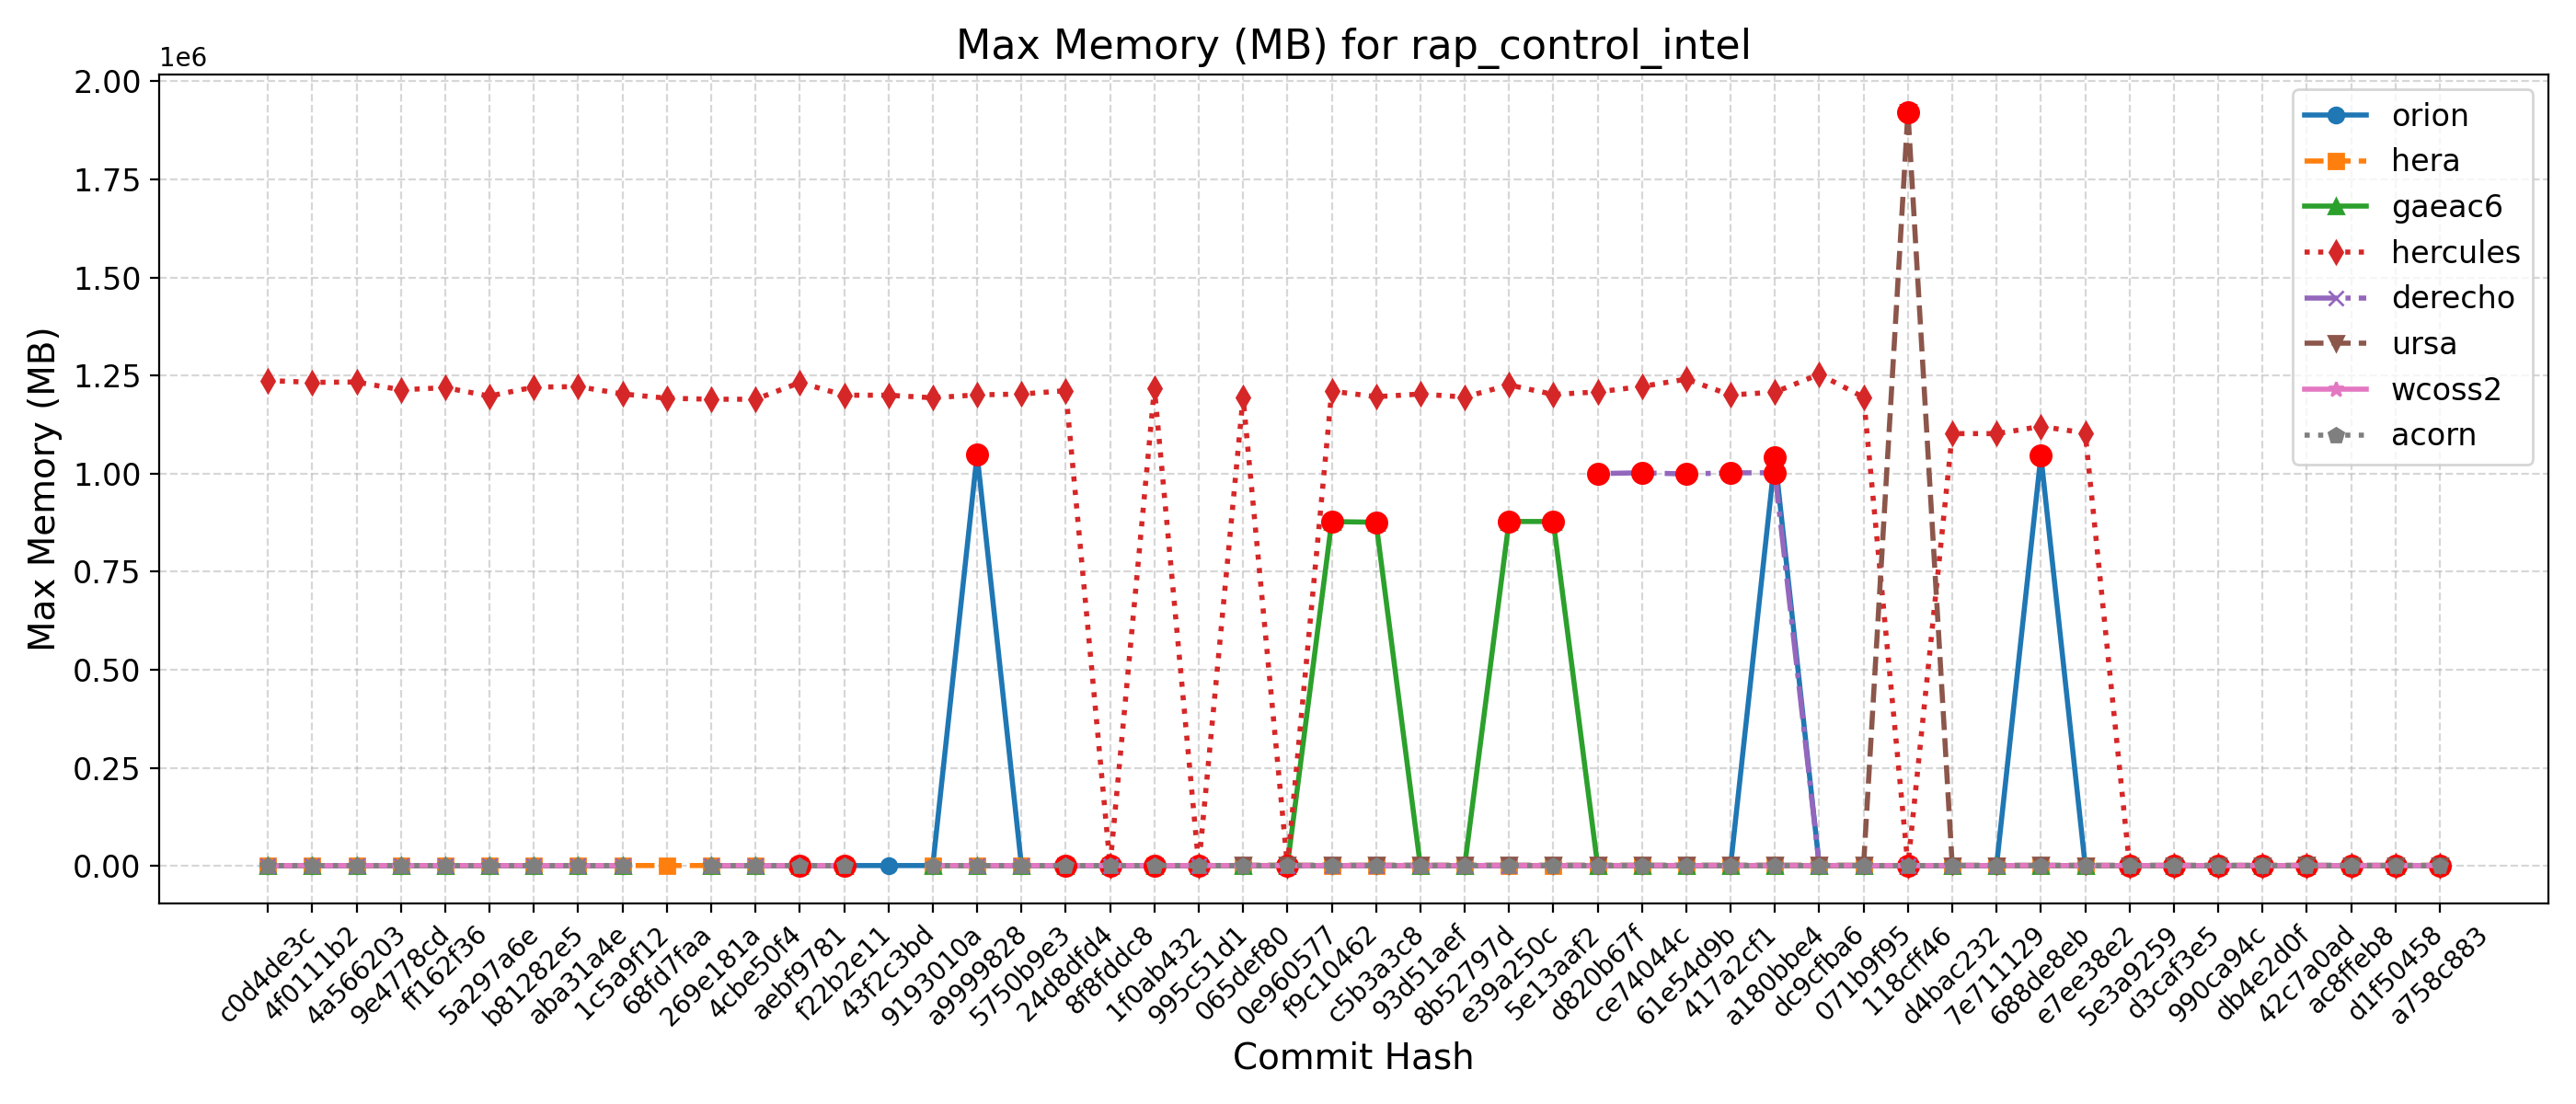 Max Memory (MB) for rap_control_intel
1e6
2.00
1.75
1.50
1.25
1.00
0.75
0.50
0.25
0.00
Max Memory (MB)
orion
hera
gaeac6
hercules
derecho
ursa
wcoss2
acorn
c0d4de3c
4f0111b2
4a566203
9e4778cd
ff162f36
5a297a6e
b81282e5
aba31a4e
1c5a9f12
68fd7faa
269e181a
4cbe50f4
aebf9781
f22b2e11
43f2c3bd
9193010a
a9999828
5750b9e3
24d8dfd4
8f8fddc8
1f0ab432
995c51d1
065def80
0e960577
f9c10462
c5b3a3c8
93d51aef
8b52797d
e39a250c
5e13aaf2
d820b67f
ce74044c
61e54d9b
417a2cf1
a180bbe4
dc9cfba6
071b9f95
118cff46
d4bac232
7e711129
688de8eb
e7ee38e2
5e3a9259
d3caf3e5
990ca94c
db4e2d0f
42c7a0ad
ac8ffeb8
d1f50458
a758c883
Commit Hash